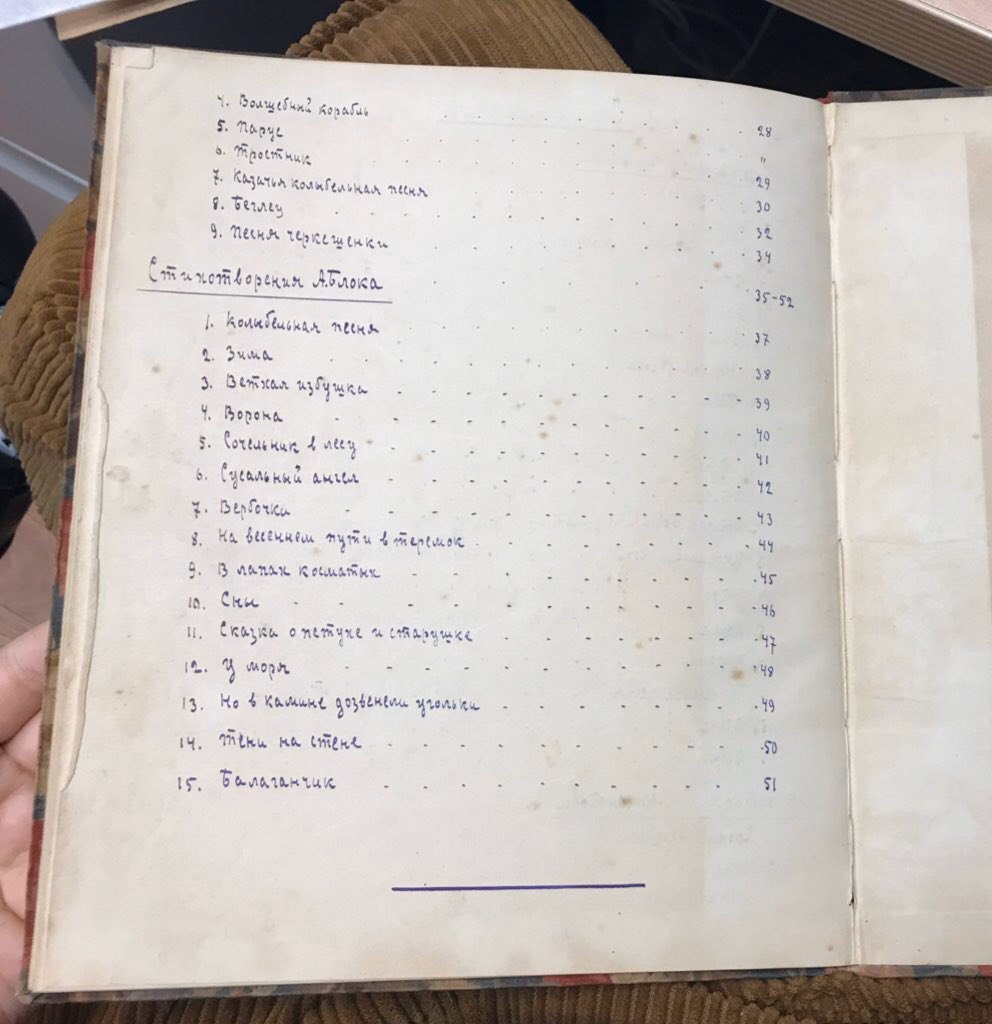 4. Волшебный корабль . . . . . . . . 28
5. Парус . . . . . . . . "
6. Тростник . . . . . . . . 29
7. Казачья колыбельная песня . . . . . . 30
8. Беглец . . . . . . . . 32
9. Песня черкешенки . . . . . . . 34
Стихотворения А.Блока . . . . . . . 35-52
1. Колыбельная песня . . . . . . . . 37
2. Зима . . . . . . . . 38
3. Ветхая избушка - - - - - - - - 39
4. Ворона - - - - - - - - 40
5. Сочельник в лесу - - - - - - - - 41
6. Сусальный ангел - - - - - - - - 42
7. Вербочки - - - - - - - - 43
8. На весеннем пути в теремок - - - - - - 44
9. В лапах косматых - - - - - - - - 45
10. Сны - - - - - - - - 46
11. Сказка о петухе и старушке - - - - - - 47
12. У моря - - - - - - - - 48
13. Но в камине дозвенели угольки - - - - - - 49
14. Тени на стене - - - - - - - - 50
15. Балаганчик - - - - - - - - 51